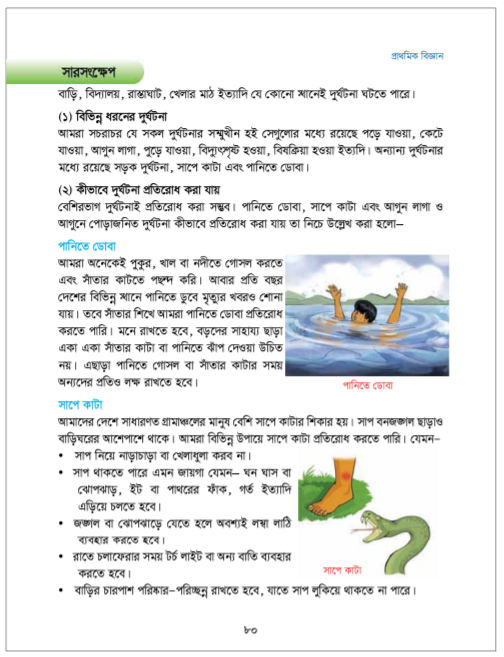 প্রাথমিক বিজ্ঞান
সারসংক্ষেপ
বাড়ি, বিদ্যালয়, রাস্তাঘাট, খেলার মাঠ ইত্যাদি যে কোনো স্থানেই দুর্ঘটনা ঘটতে পারে।
(১) বিভিন্ন ধরনের দুর্ঘটনা
আমরা সচরাচর যে সকল দুর্ঘটনার সম্মুখীন হই সেগুলোর মধ্যে রয়েছে পড়ে যাওয়া, কেটে
যাওয়া, আগুন লাগা, পুড়ে যাওয়া, বিদ্যুৎস্পৃষ্ট হওয়া, বিষক্রিয়া হওয়া ইত্যাদি। অন্যান্য দুর্ঘটনার
মধ্যে রয়েছে সড়ক দুর্ঘটনা, সাপে কাটা এবং পানিতে ডোবা।
(২) কীভাবে দুর্ঘটনা প্রতিরোধ করা যায়
বেশিরভাগ দুর্ঘটনাই প্রতিরোধ করা সম্ভব। পানিতে ডোবা, সাপে কাটা এবং আগুন লাগা ও
আগুনে পোড়াজনিত দুর্ঘটনা কীভাবে প্রতিরোধ করা যায় তা নিচে উল্লেখ করা হলো—
পানিতে ডোবা
আমরা অনেকেই পুকুর, খাল বা নদীতে গোসল করতে
এবং সাঁতার কাটতে পছন্দ করি। আবার প্রতি বছর
দেশের বিভিন্ন স্থানে পানিতে ডুবে মৃত্যুর খবরও শোনা
যায়। তবে সাঁতার শিখে আমরা পানিতে ডোবা প্রতিরোধ
করতে পারি। মনে রাখতে হবে, বড়দের সাহায্য ছাড়া
একা একা সাঁতার কাটা বা পানিতে ঝাঁপ দেওয়া উচিত
নয়। এছাড়া পানিতে গোসল বা সাঁতার কাটার সময়
অন্যদের প্রতিও লক্ষ রাখতে হবে।
পানিতে ডোবা
সাপে কাটা
আমাদের দেশে সাধারণত গ্রামাঞ্চলের মানুষ বেশি সাপে কাটার শিকার হয়। সাপ বনজঙ্গল ছাড়াও
বাড়িঘরের আশেপাশে থাকে। আমরা বিভিন্ন উপায়ে সাপে কাটা প্রতিরোধ করতে পারি। যেমন–
• সাপ নিয়ে নাড়াচাড়া বা খেলাধুলা করব না।
• সাপ থাকতে পারে এমন জায়গা যেমন— ঘন ঘাস বা
ঝোপঝাড়, ইট বা পাথরের ফাঁক, গর্ত ইত্যাদি
এড়িয়ে চলতে হবে।
• জঙ্গল বা ঝোপঝাড়ে যেতে হলে অবশ্যই লম্বা লাঠি
ব্যবহার করতে হবে।
• রাতে চলাফেরার সময় টর্চ লাইট বা অন্য বাতি ব্যবহার
করতে হবে।
সাপে কাটা
• বাড়ির চারপাশ পরিষ্কার–পরিচ্ছন্ন রাখতে হবে, যাতে সাপ লুকিয়ে থাকতে না পারে।
৮০